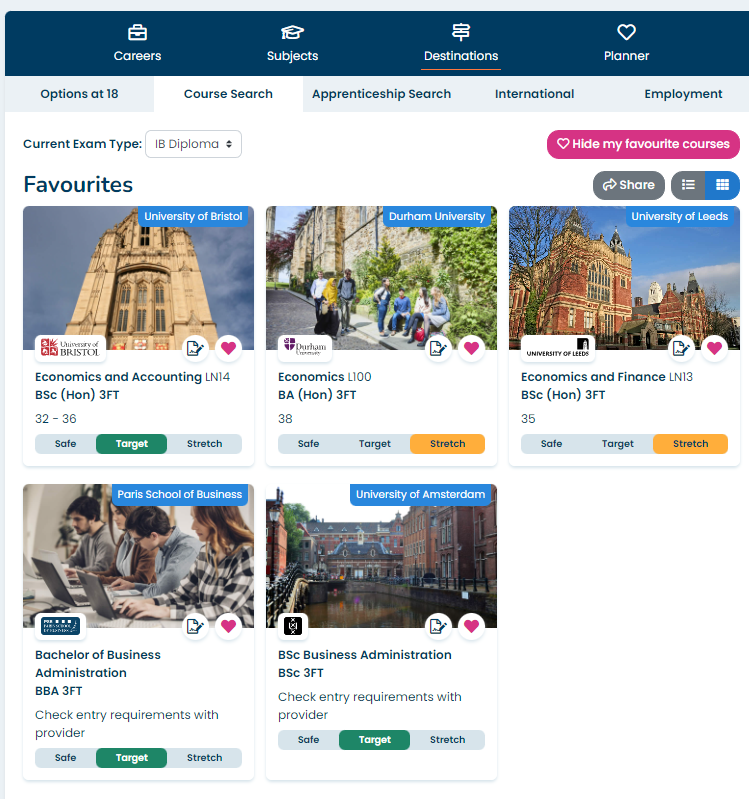 Careers Subjects Destinations Planner
Options at 18 Course Search Apprenticeship Search International Employment
Current Exam Type: IB Diploma Hide my favourite courses
Favourites Share
University of Bristol
University of
BRISTOL
Economics and Accounting LN14
BSc (Hon) 3FT
32 - 36
Safe Target Stretch
Durham University
Durham
University
Economics L100
BA (Hon) 3FT
38
Safe Target Stretch
University of Leeds
UNIVERSITY OF LEEDS
Economics and Finance LN13
BSc (Hon) 3FT
35
Safe Target Stretch
Paris School of Business
Bachelor of Business
Administration
BBA 3FT
Check entry requirements with
provider
Safe Target Stretch
University of Amsterdam
BSc Business Administration
BSc 3FT
Check entry requirements with
provider
Safe Target Stretch